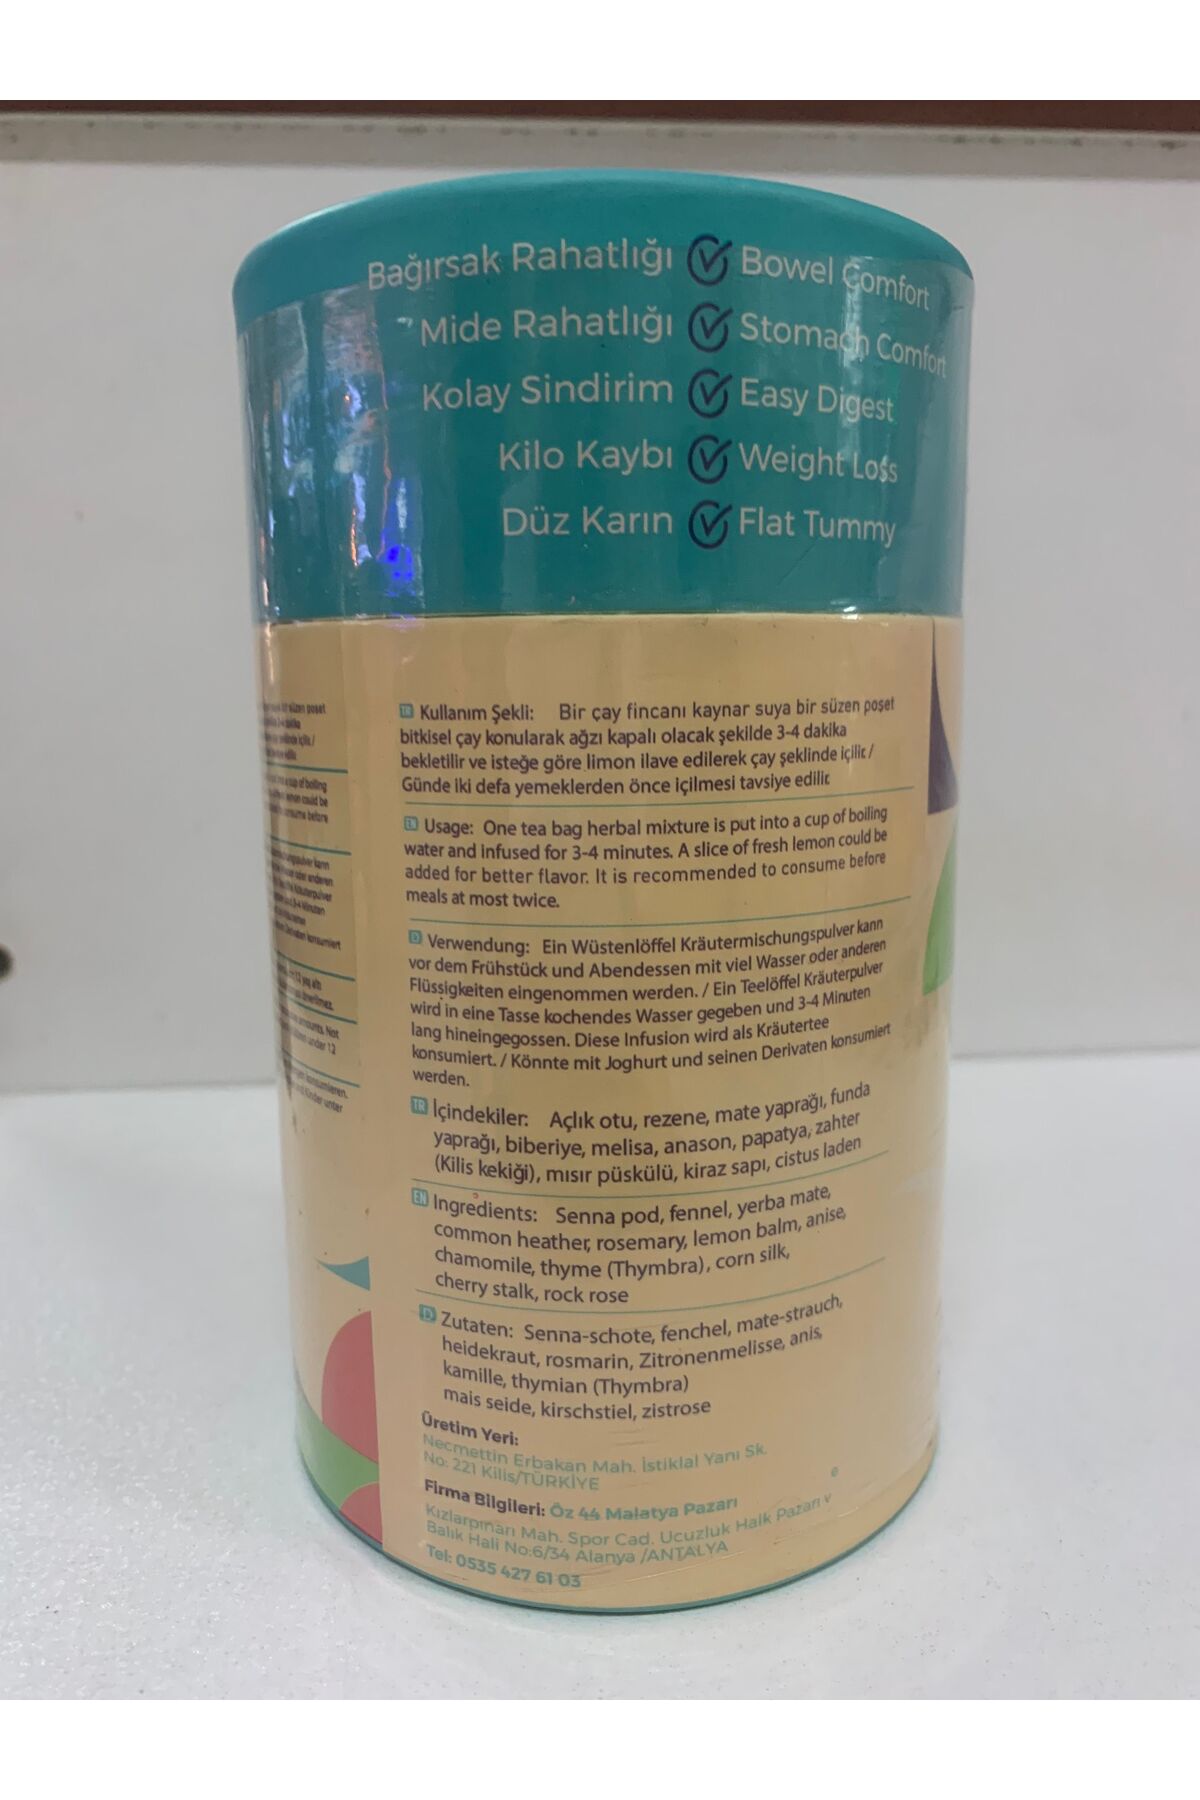 Bağırsak Rahatlığı Bowel Comfort
Mide Rahatlığı Stomach Comfort
Kolay Sindirim Easy Digest
Kilo Kaybı Weight Loss
Düz Karın Flat Tummy
TR Kullanım Şekli: Bir çay fincanı kaynar suya bir süzen poşet
bitkisel çay konularak ağzı kapalı olacak şekilde 3-4 dakika
bekletilir ve isteğe göre limon ilave edilerek çay şeklinde içilir. /
Günde iki defa yemeklerden önce içilmesi tavsiye edilir.
EN Usage: One tea bag herbal mixture is put into a cup of boiling
water and infused for 3-4 minutes. A slice of fresh lemon could be
added for better flavor. It is recommended to consume before
meals at most twice.
D Verwendung: Ein Wüstenlöffel Kräutermischungspulver kann
vor dem Frühstück und Abendessen mit viel Wasser oder anderen
Flüssigkeiten eingenommen werden. / Ein Teelöffel Kräuterpulver
wird in eine Tasse kochendes Wasser gegeben und 3-4 Minuten
lang hineingegossen. Diese Infusion wird als Kräutertee
konsumiert. / Könnte mit Joghurt und seinen Derivaten konsumiert
werden.
TR İçindekiler: Açlık otu, rezene, mate yaprağı, funda
yaprağı, biberiye, melisa, anason, papatya, zahter
(Kilis kekiği), mısır püskülü, kiraz sapı, cistus laden
EN Ingredients: Senna pod, fennel, yerba mate,
common heather, rosemary, lemon balm, anise,
chamomile, thyme (Thymbra), corn silk,
cherry stalk, rock rose
D Zutaten: Senna-schote, fenchel, mate-strauch,
heidekraut, rosmarin, Zitronenmelisse, anis,
kamille, thymian (Thymbra)
mais seide, kirschstiel, zistrose
Üretim Yeri:
Necmettin Erbakan Mah. İstiklal Yanı Sk.
No: 221 Kilis/TÜRKİYE
Firma Bilgileri: Öz 44 Malatya Pazarı
Kızlarpınarı Mah. Spor Cad. Ucuzluk Halk Pazarı v
e
Balık Hali No:6/34 Alanya /ANTALYA
Tel: 0535 427 61 03